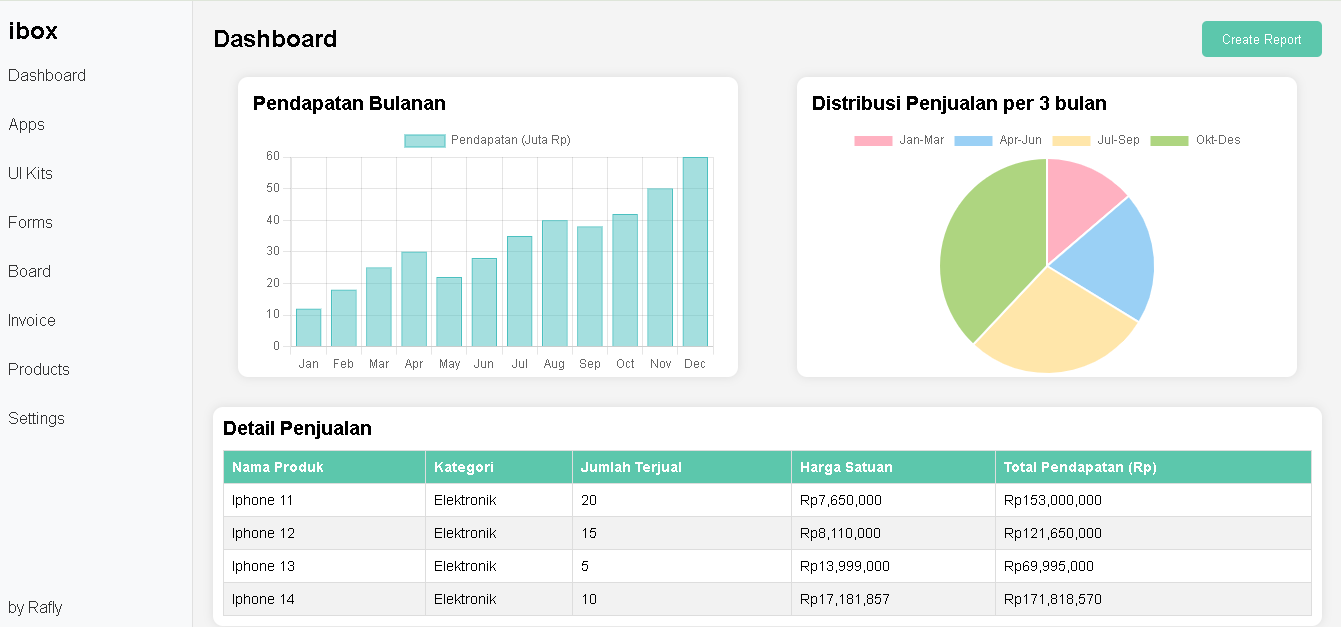 ibox
Dashboard
Apps
UI Kits
Forms
Board
Invoice
Products
Settings
by Rafly
Dashboard
Create Report
Pendapatan Bulanan
Pendapatan (Juta Rp)
60
50
40
30
20
10
0
Jan Feb Mar Apr May Jun Jul Aug Sep Oct Nov Dec
Distribusi Penjualan per 3 bulan
Jan-Mar Apr-Jun Jul-Sep Okt-Des
Detail Penjualan
Nama Produk Kategori Jumlah Terjual Harga Satuan Total Pendapatan (Rp)
Iphone 11 Elektronik 20 Rp7,650,000 Rp153,000,000
Iphone 12 Elektronik 15 Rp8,110,000 Rp121,650,000
Iphone 13 Elektronik 5 Rp13,999,000 Rp69,995,000
Iphone 14 Elektronik 10 Rp17,181,857 Rp171,818,570